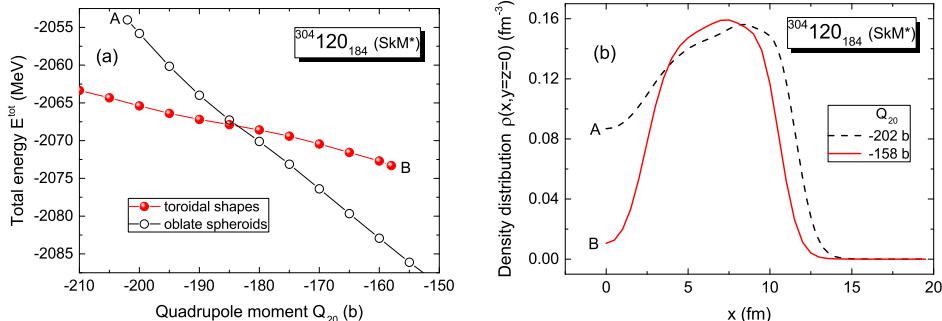 (a)
³⁰⁴120₁₈₄ (SkM*)
A
B
toroidal shapes
oblate spheroids
Total energy E^tot (MeV)
-2055
-2060
-2065
-2070
-2075
-2080
-2085
-210 -200 -190 -180 -170 -160 -150
Quadrupole moment Q₂₀ (b)
(b)
³⁰⁴120₁₈₄ (SkM*)
A
B
Q₂₀
-202 b
-158 b
Density distribution ρ(x,y=z=0) (fm⁻³)
0.16
0.12
0.08
0.04
0.00
0 5 10 15 20
x (fm)